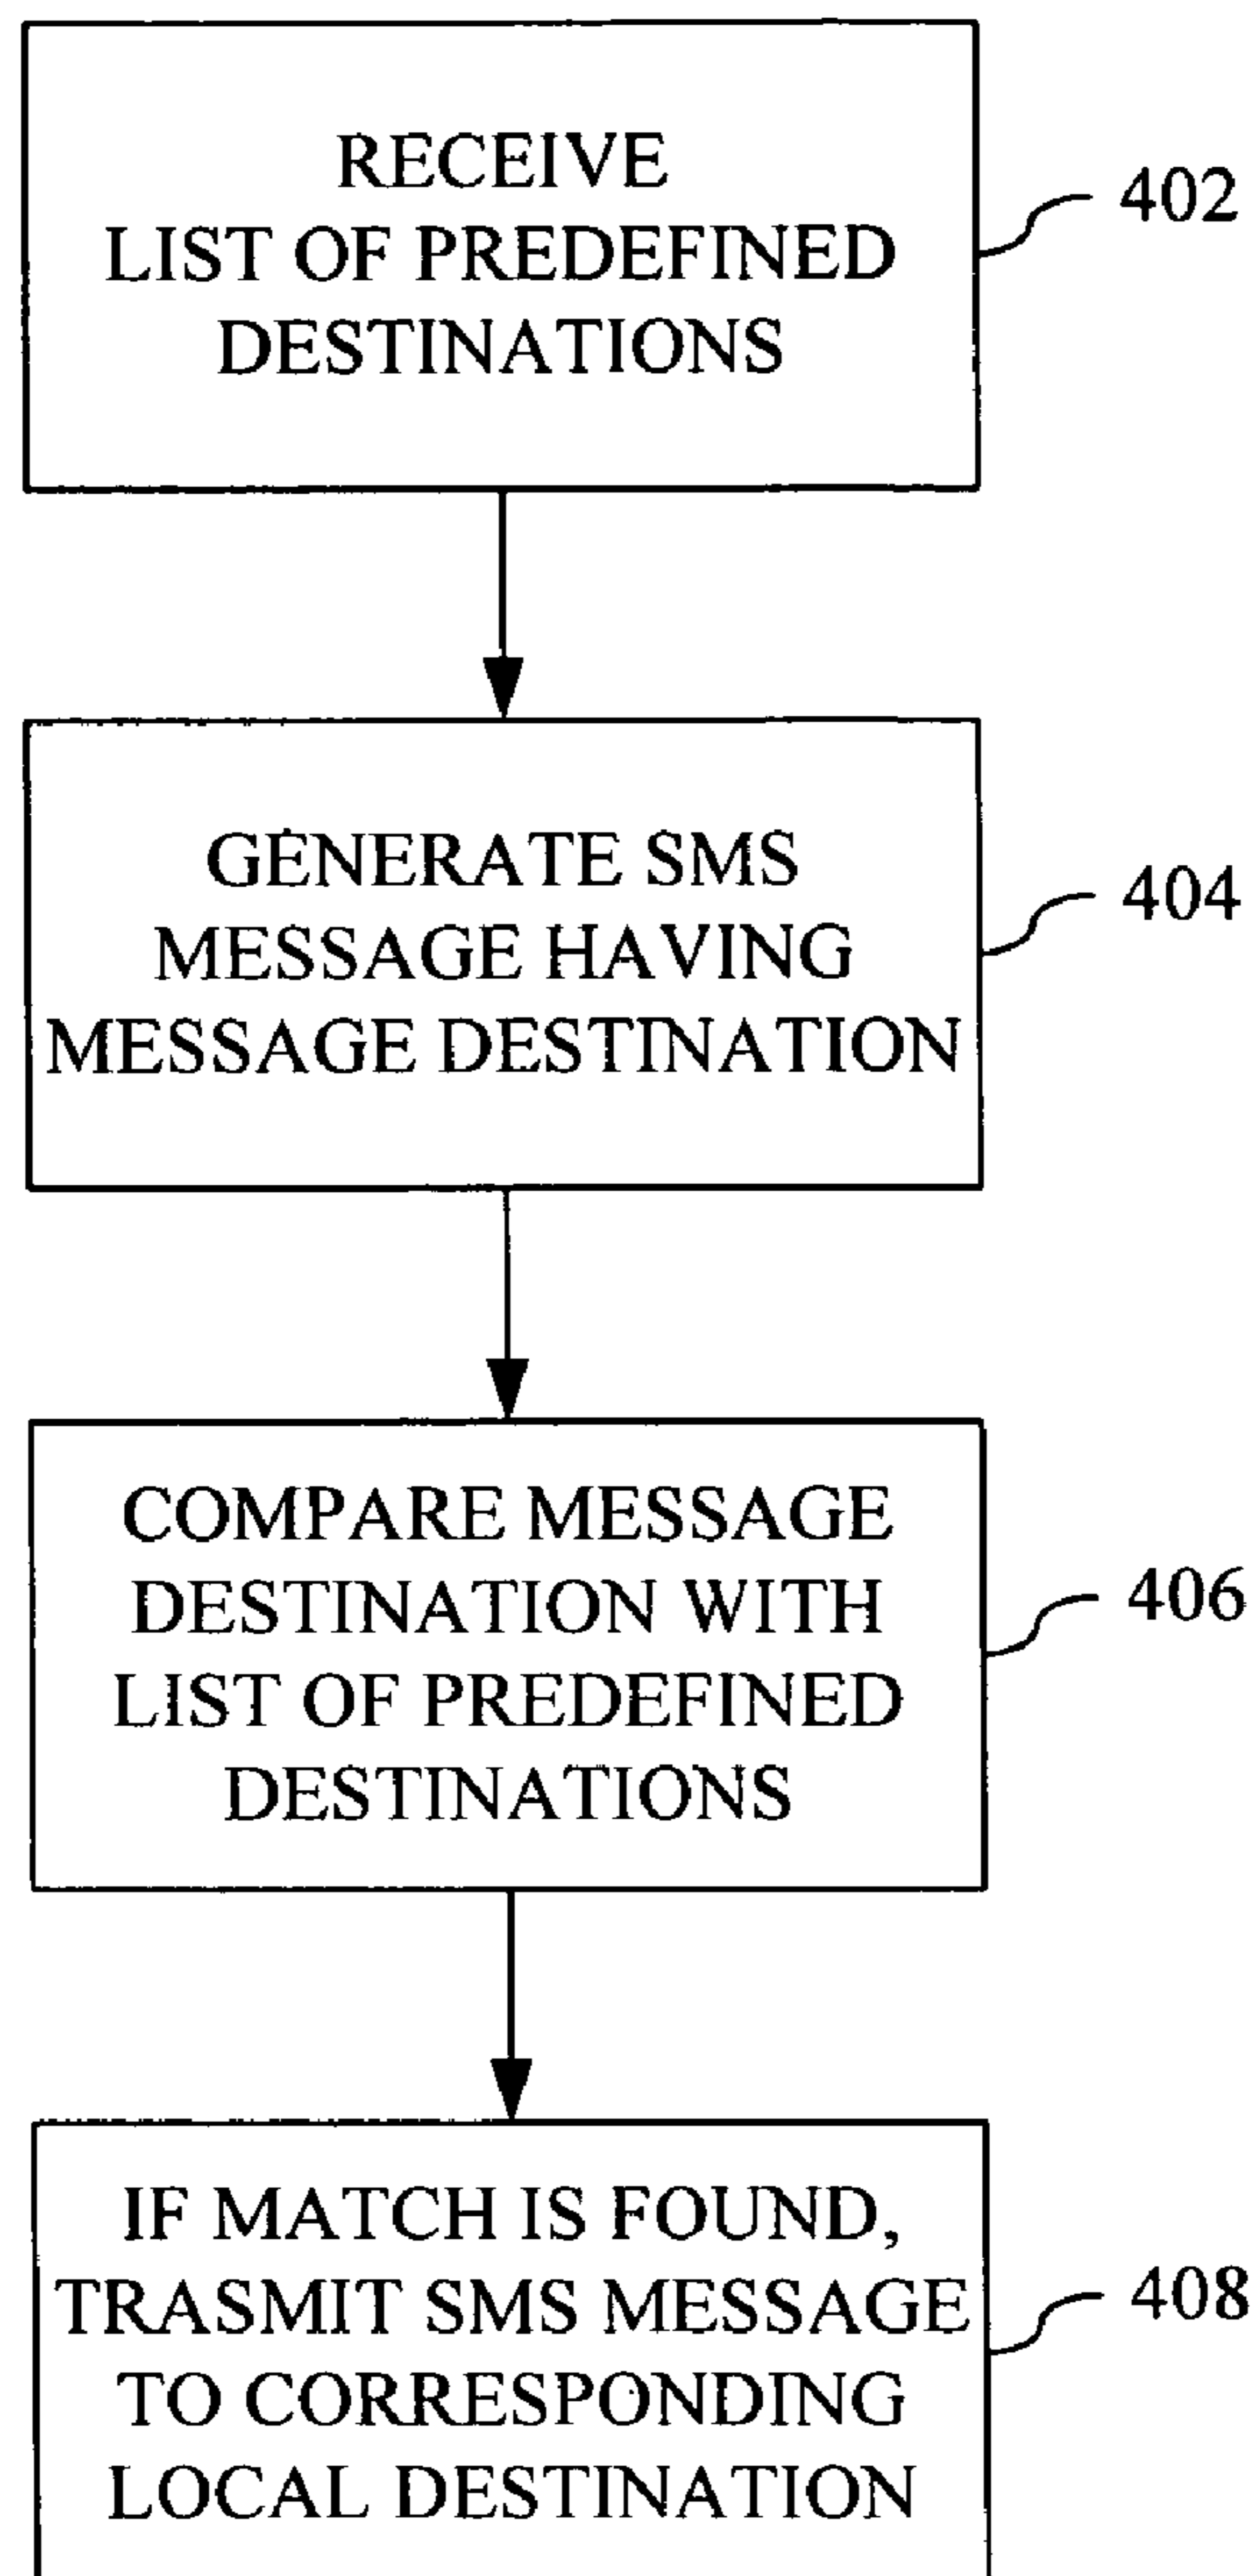 RECEIVE
LIST OF PREDEFINED
DESTINATIONS
402
GENERATE SMS
MESSAGE HAVING
MESSAGE DESTINATION
404
COMPARE MESSAGE
DESTINATION WITH
LIST OF PREDEFINED
DESTINATIONS
406
IF MATCH IS FOUND,
TRASMIT SMS MESSAGE
TO CORRESPONDING
LOCAL DESTINATION
408